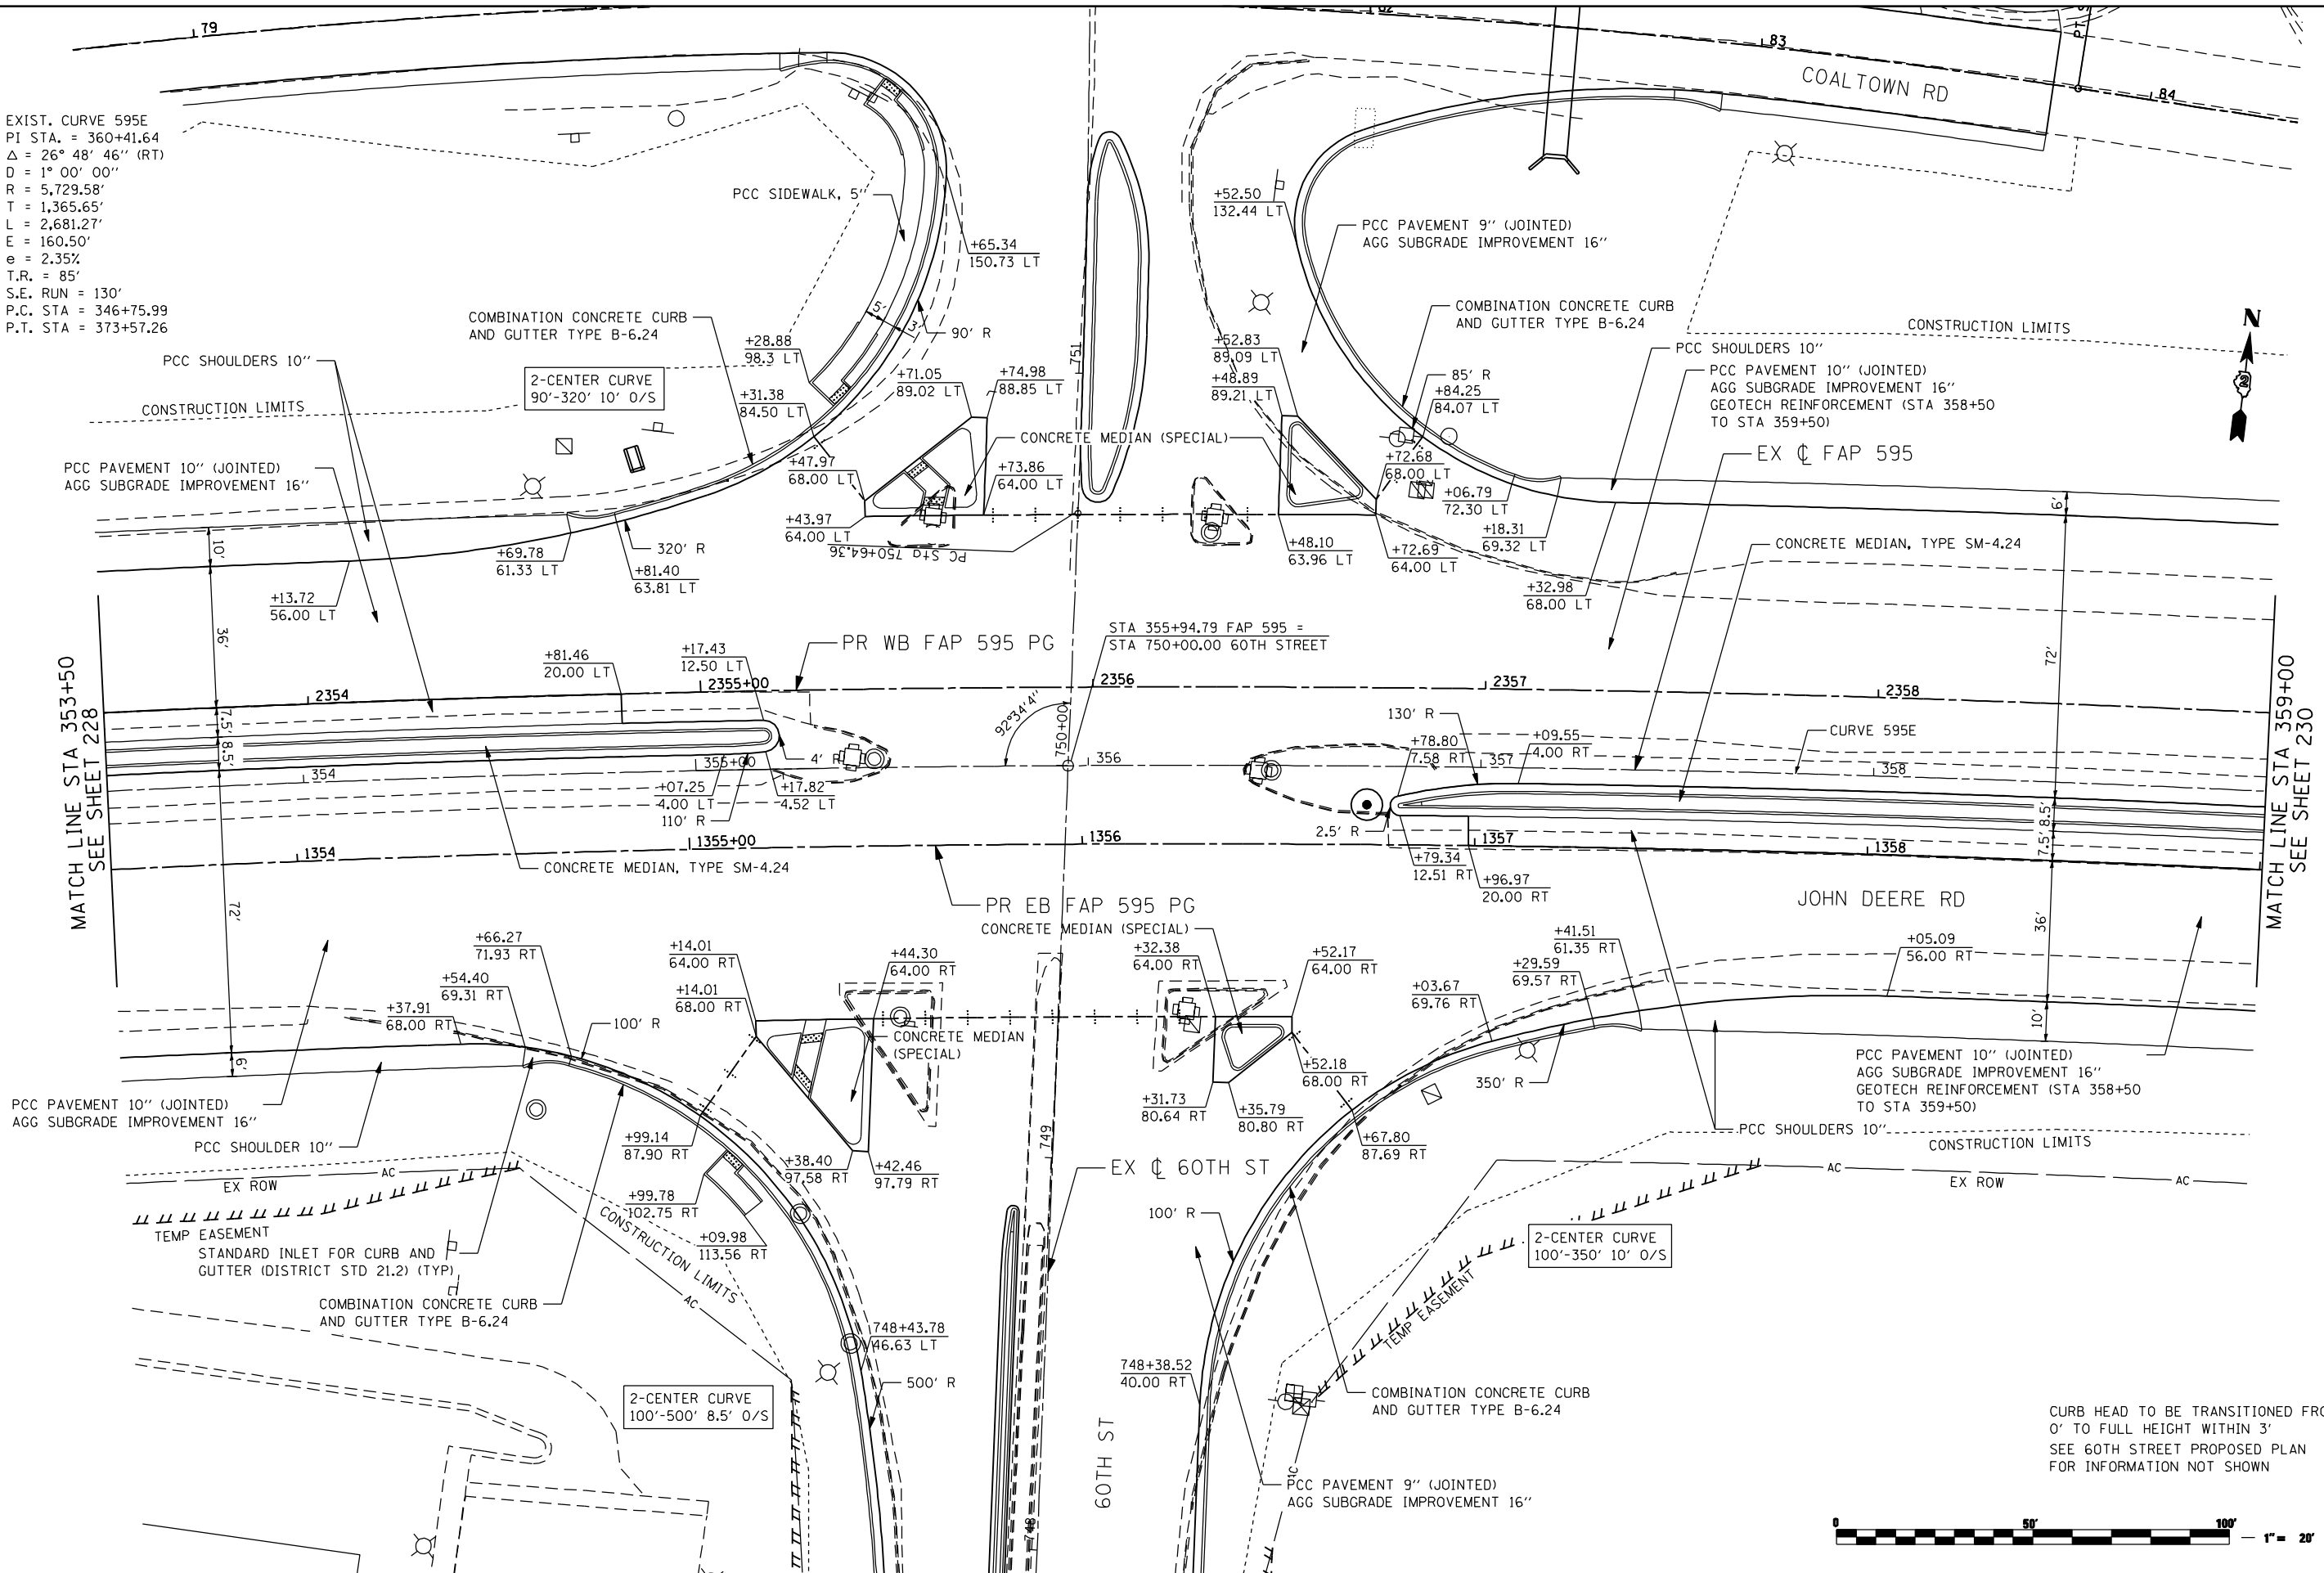 79
82
83
84
PT S
COALTOWN RD
EXIST. CURVE 595E
PI STA. = 360+41.64
Δ = 26° 48' 46'' (RT)
D = 1° 00' 00''
R = 5,729.58'
T = 1,365.65'
L = 2,681.27'
E = 160.50'
e = 2.35%
T.R. = 85'
S.E. RUN = 130'
P.C. STA = 346+75.99
P.T. STA = 373+57.26
PCC SIDEWALK, 5''
+65.34
150.73 LT
+52.50
132.44 LT
PCC PAVEMENT 9'' (JOINTED)
AGG SUBGRADE IMPROVEMENT 16''
COMBINATION CONCRETE CURB
AND GUTTER TYPE B-6.24
5'
3'
90' R
751
COMBINATION CONCRETE CURB
AND GUTTER TYPE B-6.24
CONSTRUCTION LIMITS
N
PCC SHOULDERS 10''
+28.88
98.3 LT
+52.83
89.09 LT
PCC SHOULDERS 10''
2-CENTER CURVE
90'-320' 10' O/S
+71.05
89.02 LT
+74.98
88.85 LT
+48.89
89.21 LT
85' R
+84.25
84.07 LT
PCC PAVEMENT 10'' (JOINTED)
AGG SUBGRADE IMPROVEMENT 16''
GEOTECH REINFORCEMENT (STA 358+50
TO STA 359+50)
CONSTRUCTION LIMITS
+31.38
84.50 LT
CONCRETE MEDIAN (SPECIAL)
EX ℄ FAP 595
PCC PAVEMENT 10'' (JOINTED)
AGG SUBGRADE IMPROVEMENT 16''
+47.97
68.00 LT
+73.86
64.00 LT
+72.68
68.00 LT
+06.79
72.30 LT
6'
+43.97
64.00 LT
PC Sta 750+64.36
+18.31
69.32 LT
10'
+69.78
61.33 LT
320' R
+81.40
63.81 LT
+48.10
63.96 LT
+72.69
64.00 LT
CONCRETE MEDIAN, TYPE SM-4.24
+13.72
56.00 LT
+32.98
68.00 LT
36'
72'
MATCH LINE STA 353+50
SEE SHEET 228
+81.46
20.00 LT
+17.43
12.50 LT
PR WB FAP 595 PG
STA 355+94.79 FAP 595 =
STA 750+00.00 60TH STREET
MATCH LINE STA 359+00
SEE SHEET 230
2354
2355+00
2356
2357
2358
7.5'
8.5'
92°34'4''
750+00
130' R
+78.80
7.58 RT
+09.55
4.00 RT
CURVE 595E
354
355+00
4' R
356
357
358
+07.25
4.00 LT
+17.82
4.52 LT
110' R
2.5' R
8.5'
7.5'
1354
1355+00
1356
1357
1358
CONCRETE MEDIAN, TYPE SM-4.24
+79.34
12.51 RT
+96.97
20.00 RT
JOHN DEERE RD
72'
PR EB FAP 595 PG
CONCRETE MEDIAN (SPECIAL)
36'
+66.27
71.93 RT
+14.01
64.00 RT
+44.30
64.00 RT
+32.38
64.00 RT
+52.17
64.00 RT
+41.51
61.35 RT
+05.09
56.00 RT
+54.40
69.31 RT
+14.01
68.00 RT
+29.59
69.57 RT
+03.67
69.76 RT
+37.91
68.00 RT
100' R
CONCRETE MEDIAN
(SPECIAL)
10'
6'
+52.18
68.00 RT
350' R
PCC PAVEMENT 10'' (JOINTED)
AGG SUBGRADE IMPROVEMENT 16''
GEOTECH REINFORCEMENT (STA 358+50
TO STA 359+50)
PCC PAVEMENT 10'' (JOINTED)
AGG SUBGRADE IMPROVEMENT 16''
+31.73
80.64 RT
+35.79
80.80 RT
PCC SHOULDER 10''
+99.14
87.90 RT
749
+67.80
87.69 RT
PCC SHOULDERS 10''
CONSTRUCTION LIMITS
+38.40
97.58 RT
+42.46
97.79 RT
EX ℄ 60TH ST
AC
EX ROW
AC
EX ROW
AC
+99.78
102.75 RT
100' R
TEMP EASEMENT
CONSTRUCTION LIMITS
+09.98
113.56 RT
2-CENTER CURVE
100'-350' 10' O/S
STANDARD INLET FOR CURB AND
GUTTER (DISTRICT STD 21.2) (TYP)
AC
TEMP EASEMENT
COMBINATION CONCRETE CURB
AND GUTTER TYPE B-6.24
748+43.78
46.63 LT
748+38.52
40.00 RT
500' R
2-CENTER CURVE
100'-500' 8.5' O/S
COMBINATION CONCRETE CURB
AND GUTTER TYPE B-6.24
60TH ST
AC
PCC PAVEMENT 9'' (JOINTED)
AGG SUBGRADE IMPROVEMENT 16''
748
CURB HEAD TO BE TRANSITIONED FRO
0' TO FULL HEIGHT WITHIN 3'
SEE 60TH STREET PROPOSED PLAN
FOR INFORMATION NOT SHOWN
0 50' 100' 1''= 20'